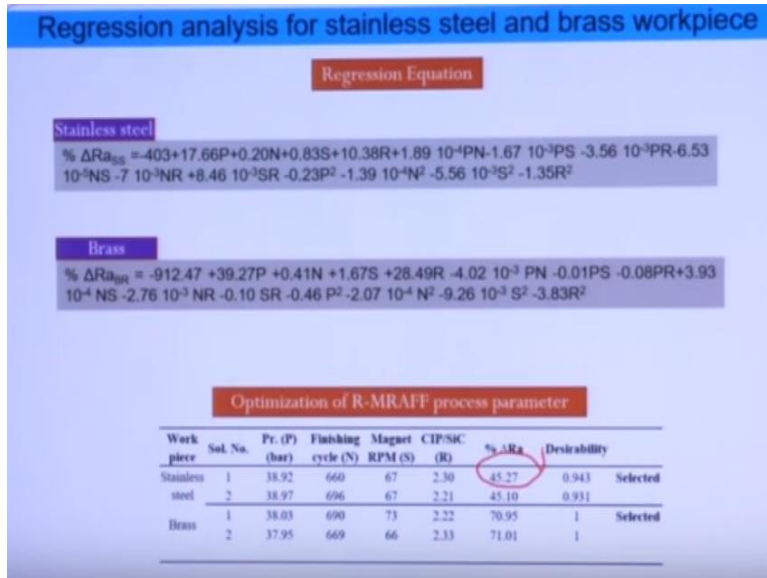 Regression analysis for stainless steel and brass workpiece
Regression Equation
Stainless steel
% ΔRa_SS =-403+17.66P+0.20N+0.83S+10.38R+1.89 10⁻⁴PN-1.67 10⁻³PS -3.56 10⁻³PR-6.53
10⁻⁵NS -7 10⁻³NR +8.46 10⁻³SR -0.23P² -1.39 10⁻⁴N² -5.56 10⁻³S² -1.35R²
Brass
% ΔRa_BR = -912.47 +39.27P +0.41N +1.67S +28.49R -4.02 10⁻³ PN -0.01PS -0.08PR+3.93
10⁻⁴ NS -2.76 10⁻³ NR -0.10 SR -0.46 P² -2.07 10⁻⁴ N² -9.26 10⁻³ S² -3.83R²
Optimization of R-MRAFF process parameter
Work piece Sol. No. Pr. (P) (bar) Finishing cycle (N) Magnet RPM (S) CIP/SiC (R) % ΔRa Desirability
Stainless steel 1 38.92 660 67 2.30 45.27 0.943 Selected
2 38.97 696 67 2.21 45.10 0.931
Brass 1 38.03 690 73 2.22 70.95 1 Selected
2 37.95 669 66 2.33 71.01 1